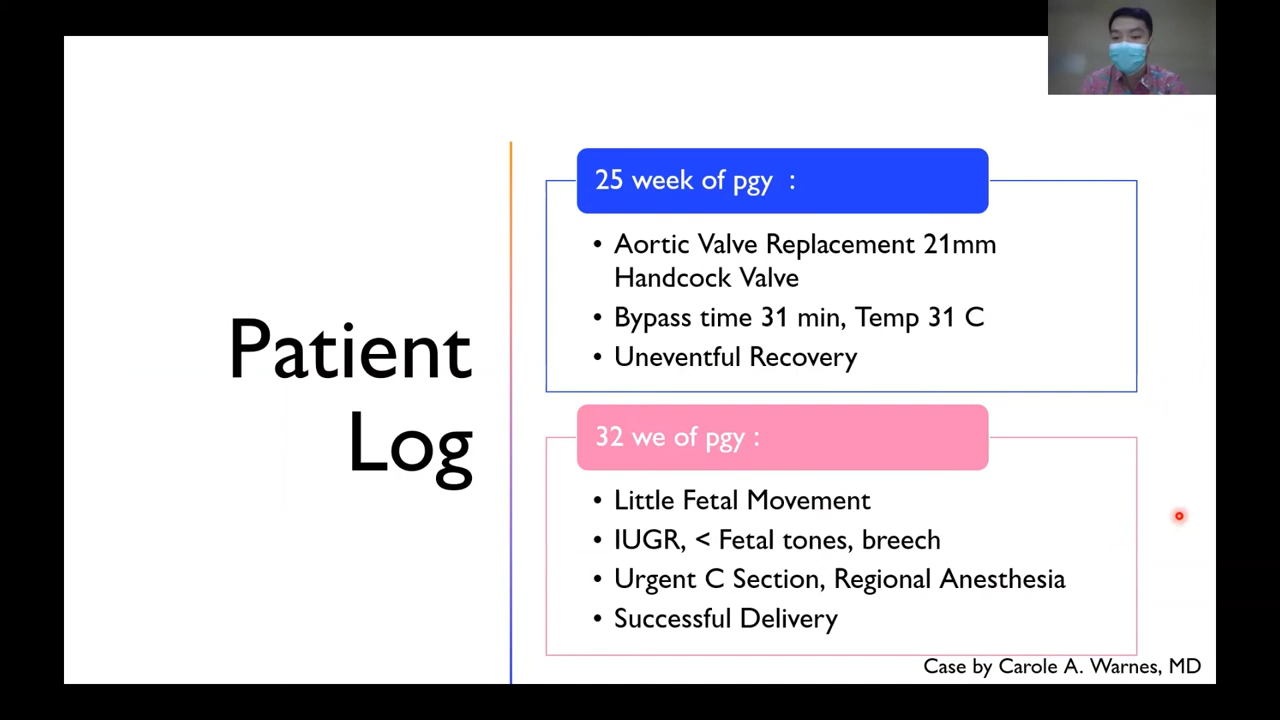 Patient
Log
25 week of pgy :
• Aortic Valve Replacement 21mm
Handcock Valve
• Bypass time 31 min, Temp 31 C
• Uneventful Recovery
32 we of pgy :
• Little Fetal Movement
• IUGR, < Fetal tones, breech
• Urgent C Section, Regional Anesthesia
• Successful Delivery
Case by Carole A. Warnes, MD